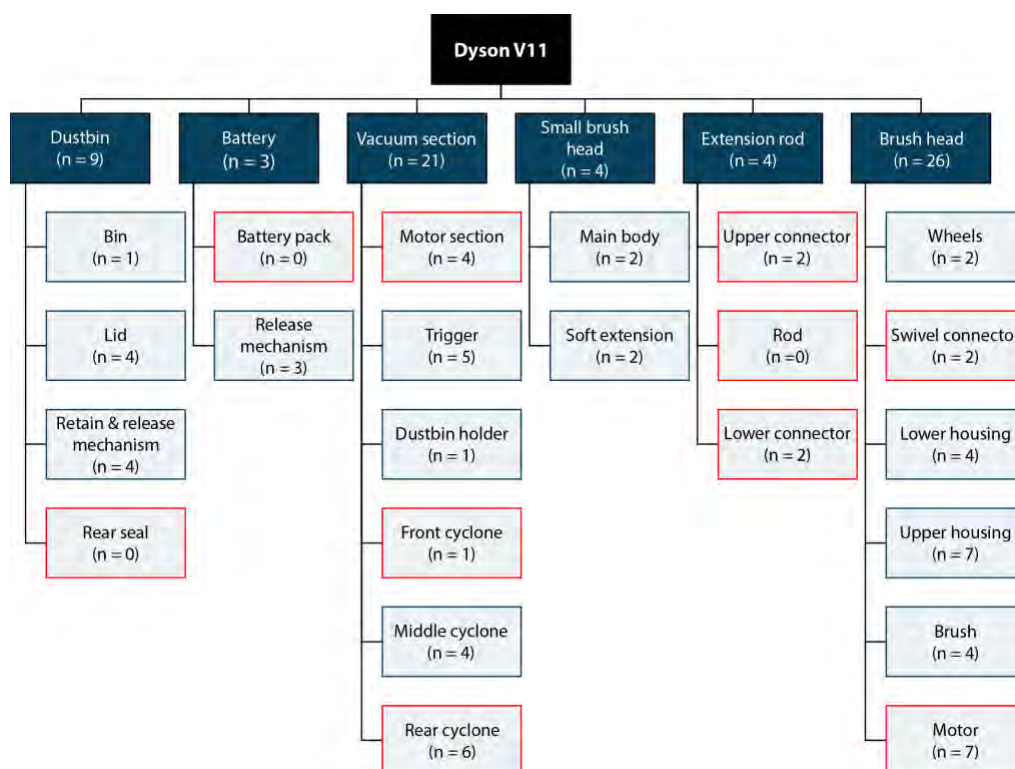 Dyson V11
Dustbin
(n = 9)
Battery
(n = 3)
Vacuum section
(n = 21)
Small brush
head
(n = 4)
Extension rod
(n = 4)
Brush head
(n = 26)
Bin
(n = 1)
Lid
(n = 4)
Retain & release
mechanism
(n = 4)
Rear seal
(n = 0)
Battery pack
(n = 0)
Release
mechanism
(n = 3)
Motor section
(n = 4)
Trigger
(n = 5)
Dustbin holder
(n = 1)
Front cyclone
(n = 1)
Middle cyclone
(n = 4)
Rear cyclone
(n = 6)
Main body
(n = 2)
Soft extension
(n = 2)
Upper connector
(n = 2)
Rod
(n =0)
Lower connector
(n = 2)
Wheels
(n = 2)
Swivel connecto
(n = 2)
Lower housing
(n = 4)
Upper housing
(n = 7)
Brush
(n = 4)
Motor
(n = 7)